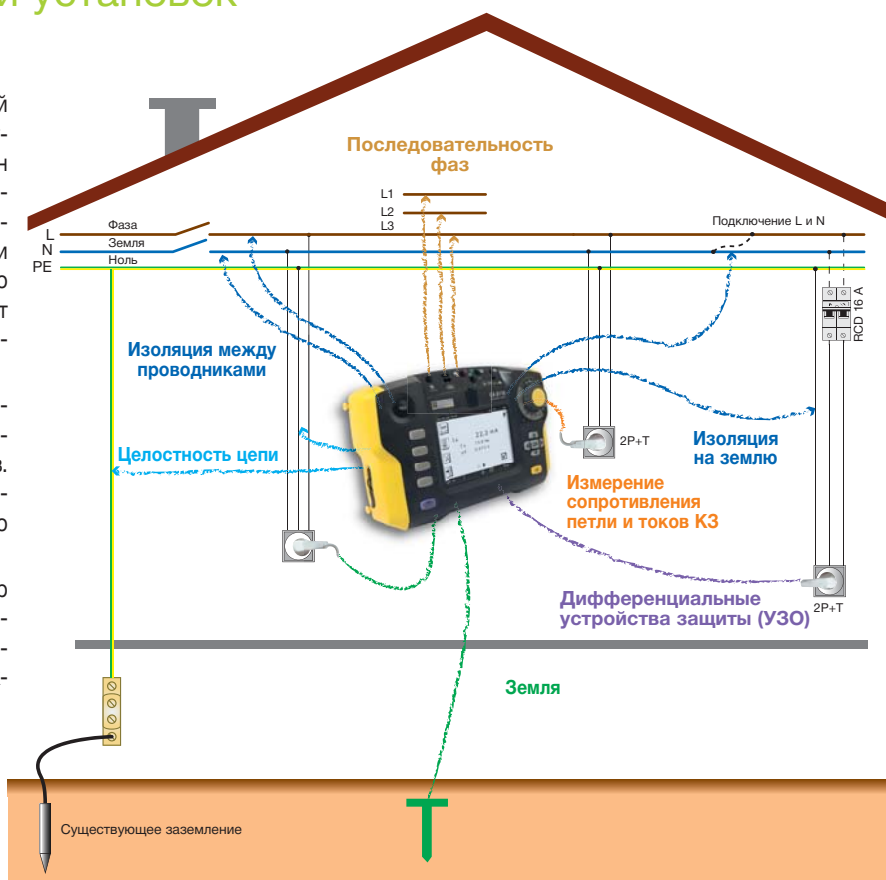 и установок
й
-
н
-
-
и
о
т
-
-
-
в.
-
о
о
-
-
-
Последовательность
фаз
L1
L2
L3
L
Фаза
N
Земля
PE
Ноль
Подключение L и N
RCD 16 A
Изоляция между
проводниками
Целостность цепи
2P+T
Изоляция
на землю
Измерение
сопротивления
петли и токов КЗ
Дифференциальные
устройства защиты (УЗО)
2P+T
Земля
Существующее заземление